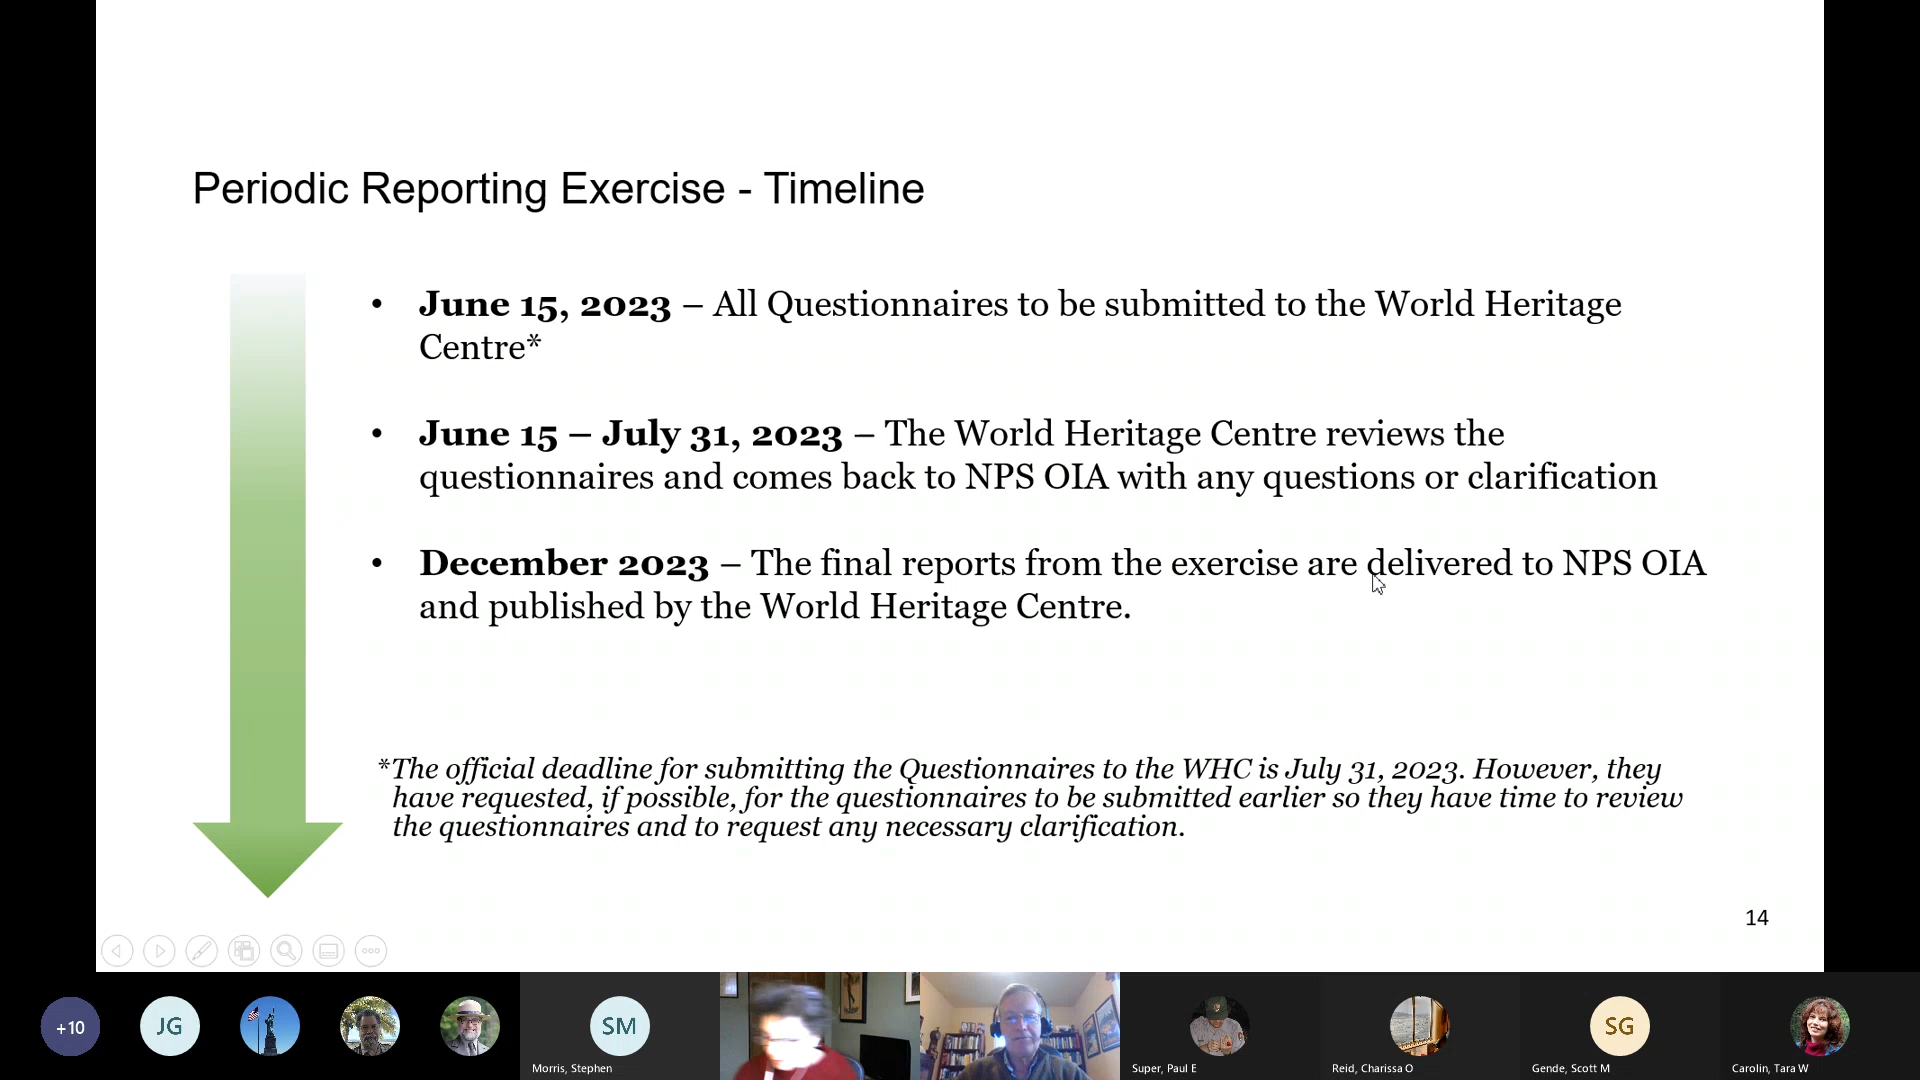 Periodic Reporting Exercise - Timeline
• June 15, 2023 – All Questionnaires to be submitted to the World Heritage
Centre*
• June 15 – July 31, 2023 – The World Heritage Centre reviews the
questionnaires and comes back to NPS OIA with any questions or clarification
• December 2023 – The final reports from the exercise are delivered to NPS OIA
and published by the World Heritage Centre.
*The official deadline for submitting the Questionnaires to the WHC is July 31, 2023. However, they
have requested, if possible, for the questionnaires to be submitted earlier so they have time to review
the questionnaires and to request any necessary clarification.
14
+10
JG
SM
SG
Morris, Stephen
Super, Paul E
Reid, Charissa O
Gende, Scott M
Carolin, Tara W